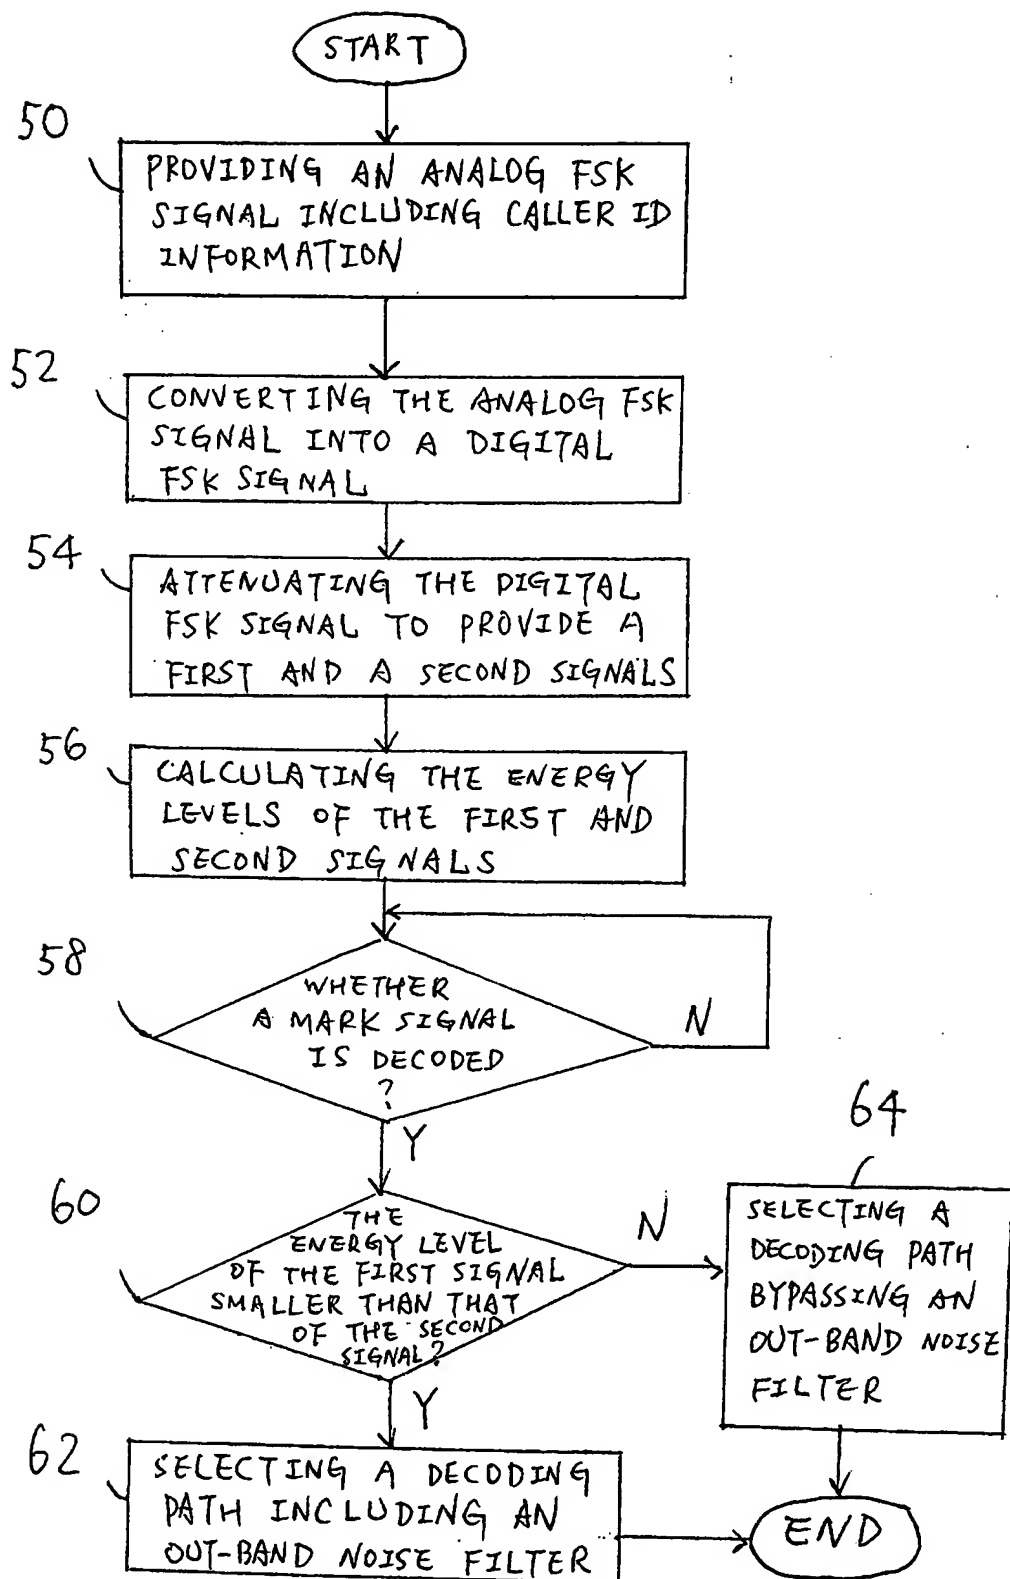 START
50
PROVIDING AN ANALOG FSK
SIGNAL INCLUDING CALLER ID
INFORMATION
52
CONVERTING THE ANALOG FSK
SIGNAL INTO A DIGITAL
FSK SIGNAL
54
ATTENUATING THE DIGITAL
FSK SIGNAL TO PROVIDE A
FIRST AND A SECOND SIGNALS
56
CALCULATING THE ENERGY
LEVELS OF THE FIRST AND
SECOND SIGNALS
58
WHETHER
A MARK SIGNAL
IS DECODED
?
N
Y
60
THE
ENERGY LEVEL
OF THE FIRST SIGNAL
SMALLER THAN THAT
OF THE SECOND
SIGNAL?
N
Y
64
SELECTING A
DECODING PATH
BYPASSING AN
OUT-BAND NOISE
FILTER
62
SELECTING A DECODING
PATH INCLUDING AN
OUT-BAND NOISE FILTER
END